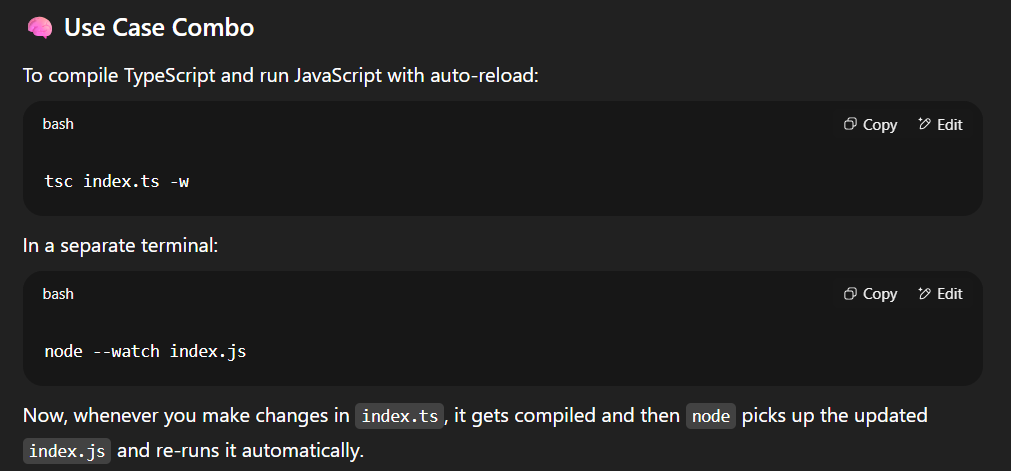 🧠 Use Case Combo
To compile TypeScript and run JavaScript with auto-reload:
bash Copy Edit
tsc index.ts -w
In a separate terminal:
bash Copy Edit
node --watch index.js
Now, whenever you make changes in index.ts, it gets compiled and then node picks up the updated
index.js and re-runs it automatically.